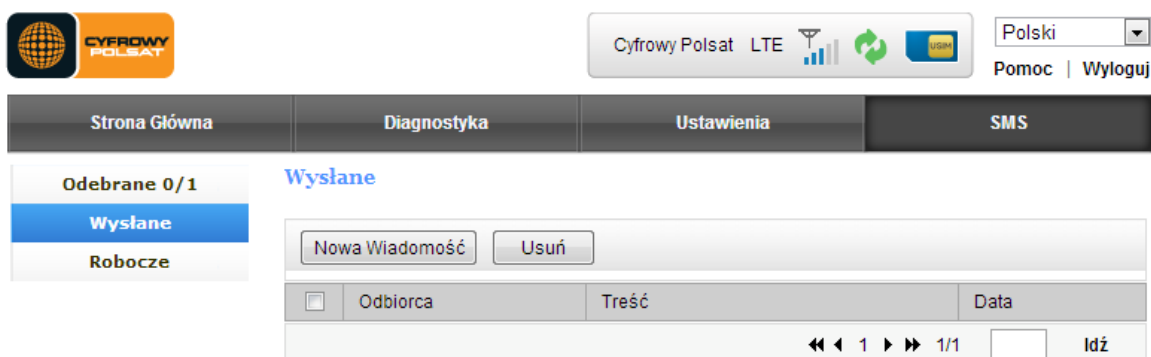 CYFROWY
POLSAT
Cyfrowy Polsat LTE
USIM
Polski
Pomoc | Wyloguj
Strona Główna
Diagnostyka
Ustawienia
SMS
Odebrane 0/1
Wysłane
Robocze
Wysłane
Nowa Wiadomość
Usuń
Odbiorca
Treść
Data
1
1/1
Idź